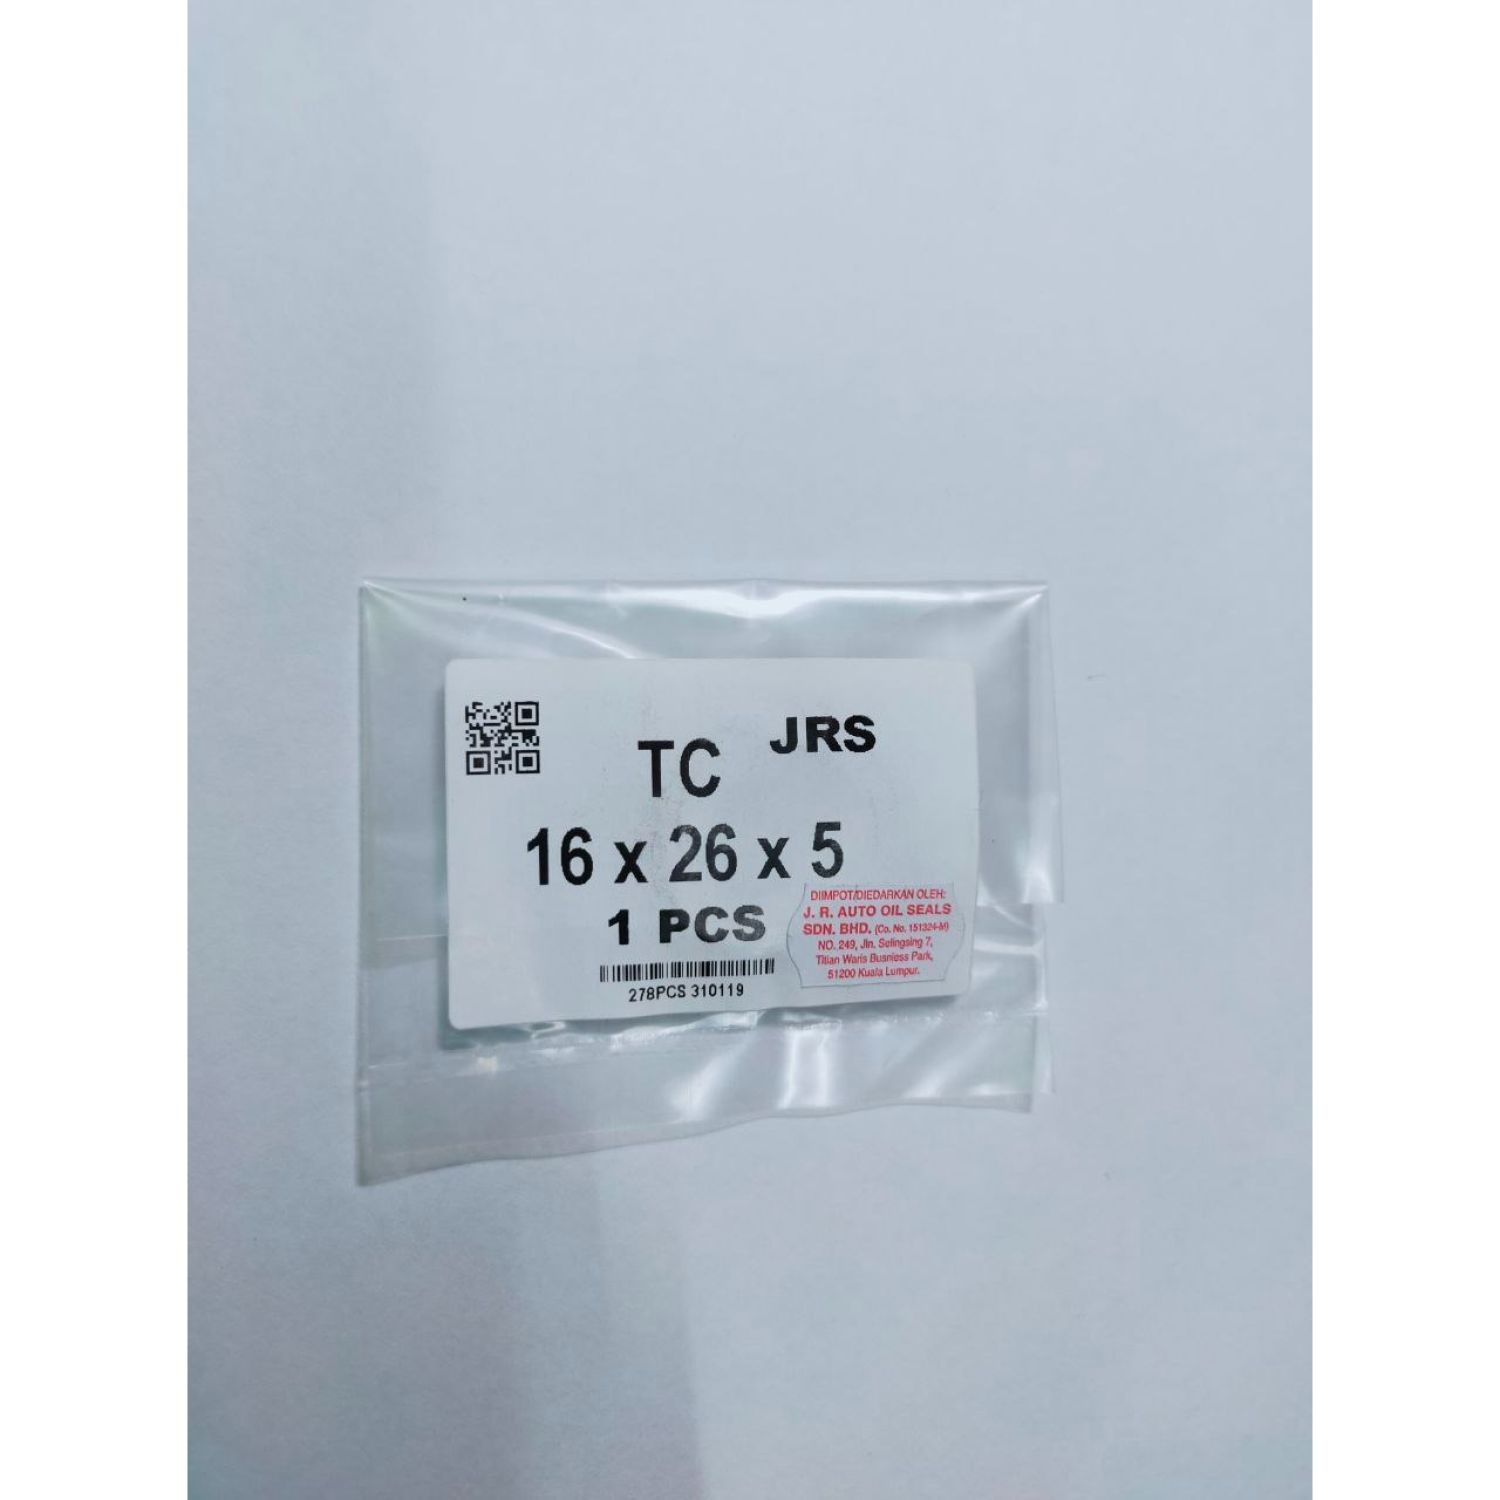 JRS
TC
16 x 26 x 5
1 PCS
278PCS 310119
DIIMPOT/DIEDARKAN OLEH:
J. R. AUTO OIL SEALS
SDN. BHD. (Co. No. 151324-M)
NO. 249, Jln. Selingsing 7,
Titian Waris Busniess Park,
51200 Kuala Lumpur.